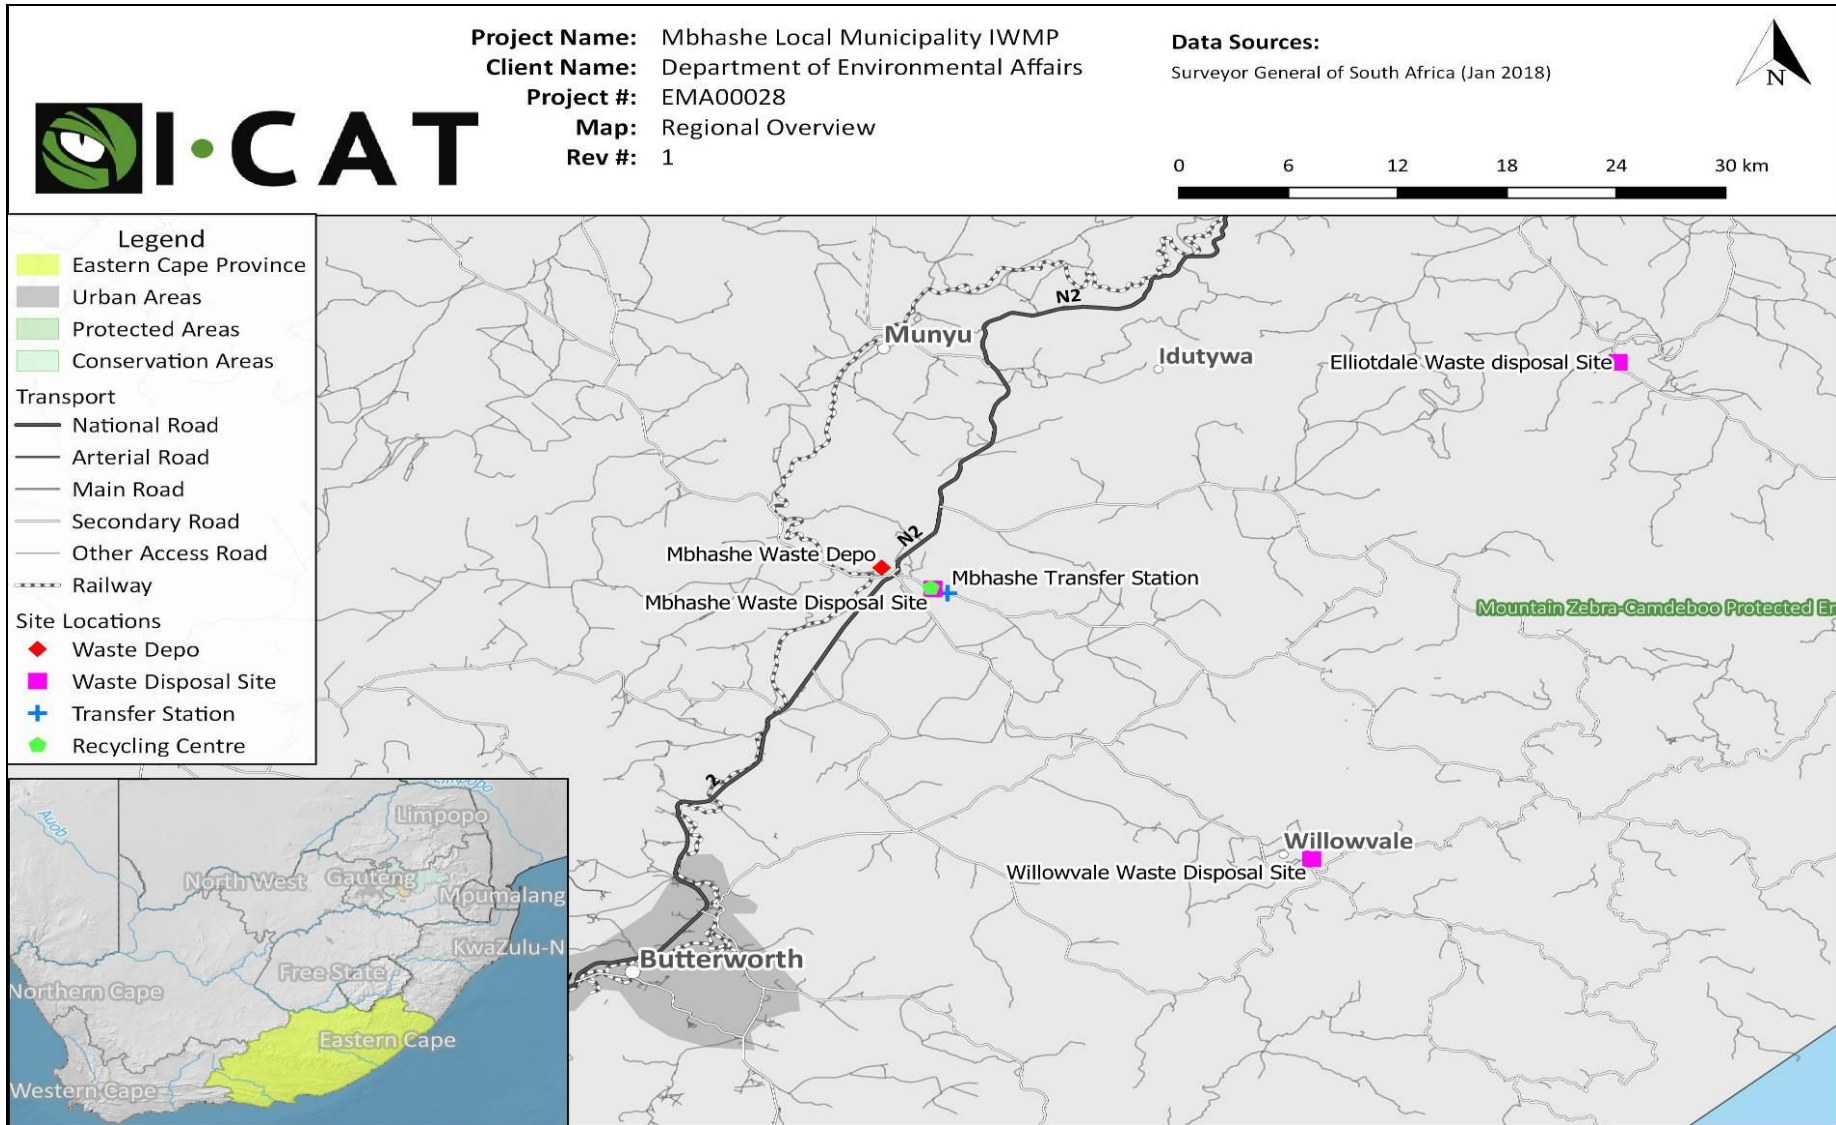 Project Name: Mbhashe Local Municipality IWMP
Client Name: Department of Environmental Affairs
Project #: EMA00028
Map: Regional Overview
Rev #: 1
Data Sources:
Surveyor General of South Africa (Jan 2018)
N
I·CAT
0 6 12 18 24 30 km
Legend
Eastern Cape Province
Urban Areas
Protected Areas
Conservation Areas
Transport
National Road
Arterial Road
Main Road
Secondary Road
Other Access Road
Railway
Site Locations
Waste Depo
Waste Disposal Site
Transfer Station
Recycling Centre
N2
Munyu
Idutywa
Elliotdale Waste disposal Site
N2
Mbhashe Waste Depo
Mbhashe Transfer Station
Mbhashe Waste Disposal Site
Mountain Zebra-Camdeboo Protected En
2
Willowvale
Willowvale Waste Disposal Site
Butterworth
Limpopo
Auob
Limpopo
North West
Gauteng
Mpumalang
KwaZulu-N
Free State
Northern Cape
Eastern Cape
Western Cape